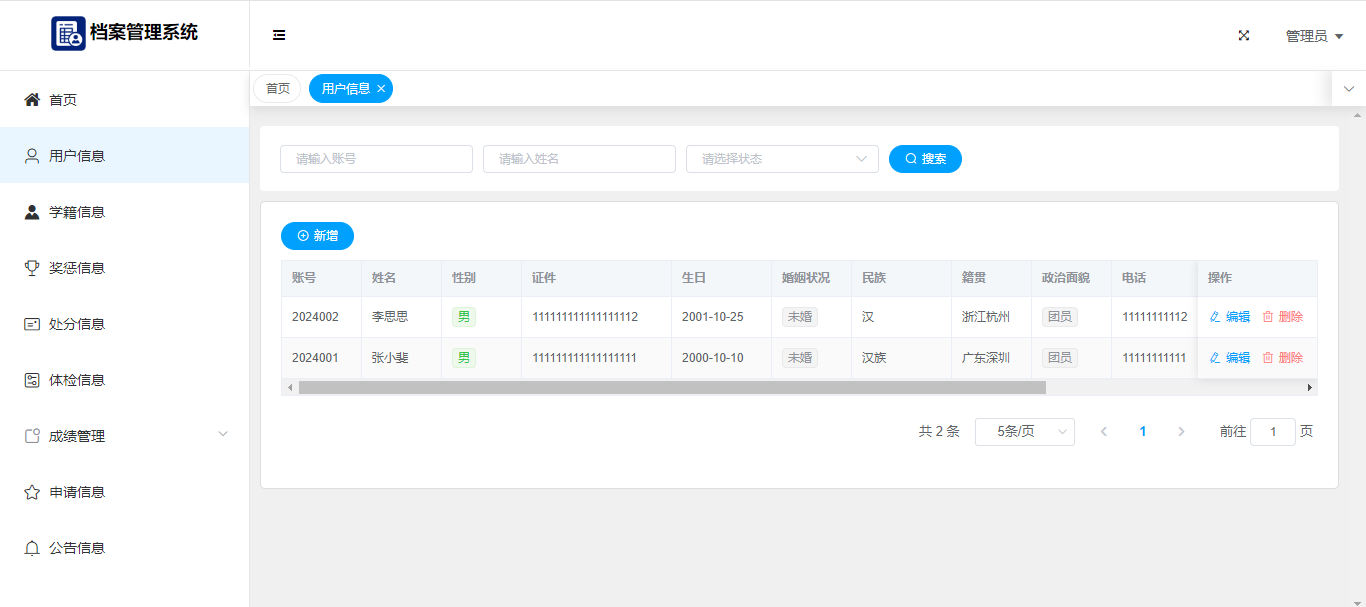 档案管理系统
管理员
首页
用户信息
学籍信息
奖惩信息
处分信息
体检信息
成绩管理
申请信息
公告信息
首页 用户信息
请输入账号 请输入姓名 请选择状态 搜索
新增
账号 姓名 性别 证件 生日 婚姻状况 民族 籍贯 政治面貌 电话 操作
2024002 李思思 男 111111111111111112 2001-10-25 未婚 汉 浙江杭州 团员 11111111112 编辑 删除
2024001 张小斐 男 111111111111111111 2000-10-10 未婚 汉族 广东深圳 团员 11111111111 编辑 删除
共 2 条 5条/页 1 前往 1 页